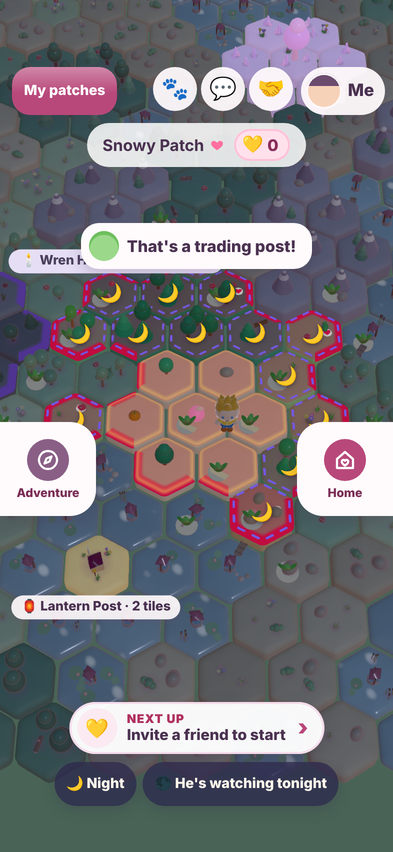 My patches
Me
Snowy Patch
0
That's a trading post!
Wren
Lantern Post · 2 tiles
Adventure
Home
NEXT UP
Invite a friend to start
Night
He's watching tonight